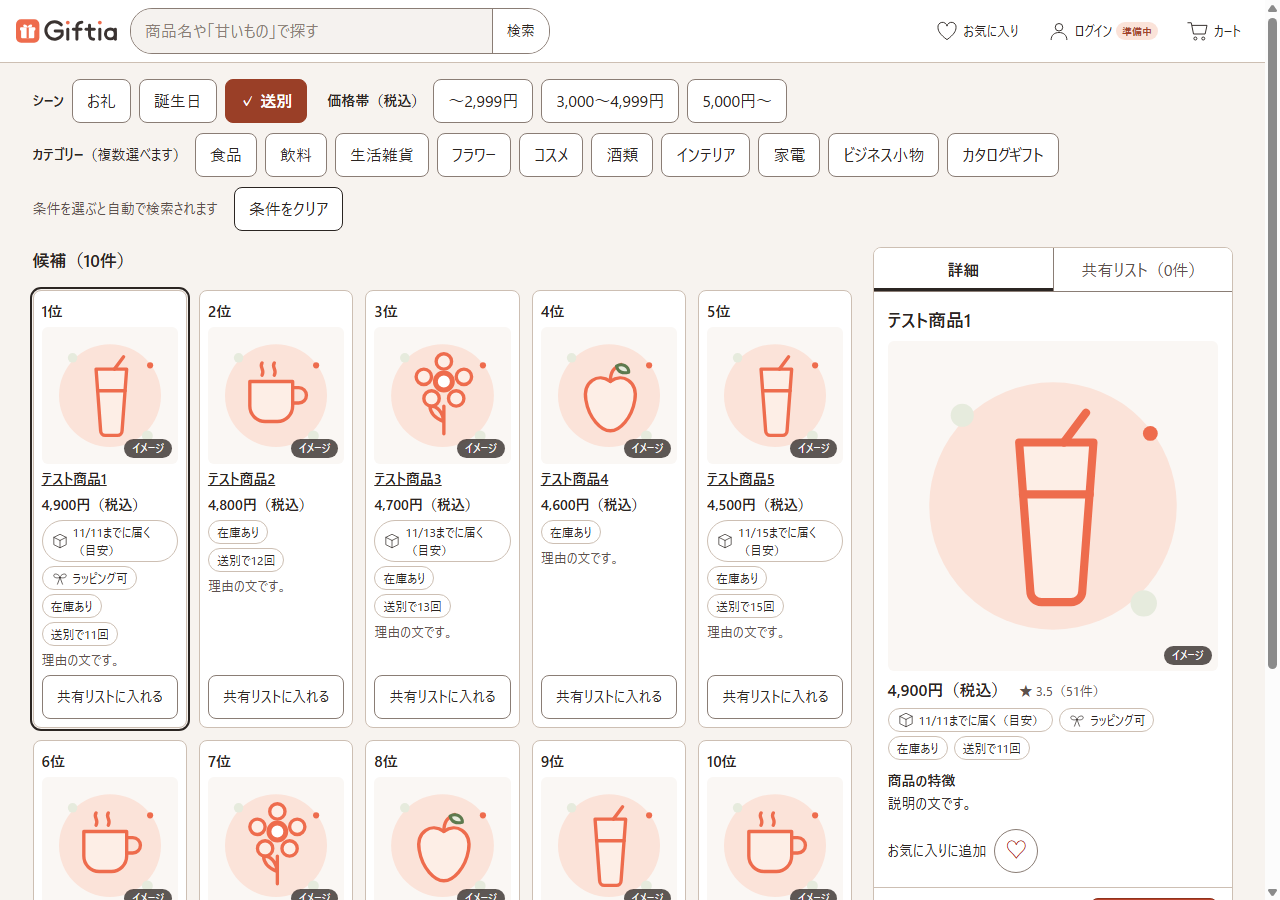 Giftia
商品名や「甘いもの」で探す
検索
お気に入り
ログイン 準備中
カート
シーン
お礼
誕生日
✓ 送別
価格帯（税込）
～2,999円
3,000～4,999円
5,000円～
カテゴリー（複数選べます）
食品
飲料
生活雑貨
フラワー
コスメ
酒類
インテリア
家電
ビジネス小物
カタログギフト
条件を選ぶと自動で検索されます
条件をクリア
候補（10件）
1位
イメージ
テスト商品1
4,900円（税込）
11/11までに届く
（目安）
ラッピング可
在庫あり
送別で11回
理由の文です。
共有リストに入れる
2位
イメージ
テスト商品2
4,800円（税込）
在庫あり
送別で12回
理由の文です。
共有リストに入れる
3位
イメージ
テスト商品3
4,700円（税込）
11/13までに届く
（目安）
在庫あり
送別で13回
理由の文です。
共有リストに入れる
4位
イメージ
テスト商品4
4,600円（税込）
在庫あり
理由の文です。
共有リストに入れる
5位
イメージ
テスト商品5
4,500円（税込）
11/15までに届く
（目安）
在庫あり
送別で15回
理由の文です。
共有リストに入れる
6位
イメージ
7位
イメージ
8位
イメージ
9位
イメージ
10位
イメージ
詳細
共有リスト（0件）
テスト商品1
イメージ
4,900円（税込） ★ 3.5（51件）
11/11までに届く（目安）
ラッピング可
在庫あり
送別で11回
商品の特徴
説明の文です。
お気に入りに追加